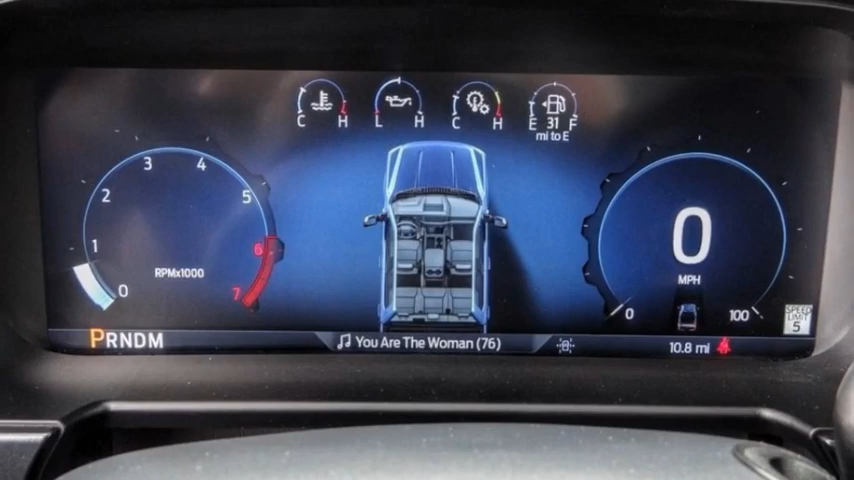 C H
L H
C H
E 31 F
mi to E
0 1 2 3 4 5 6 7
RPMx1000
0
MPH
0 100
SPEED
LIMIT
5
PRNDM
You Are The Woman (76)
10.8 mi